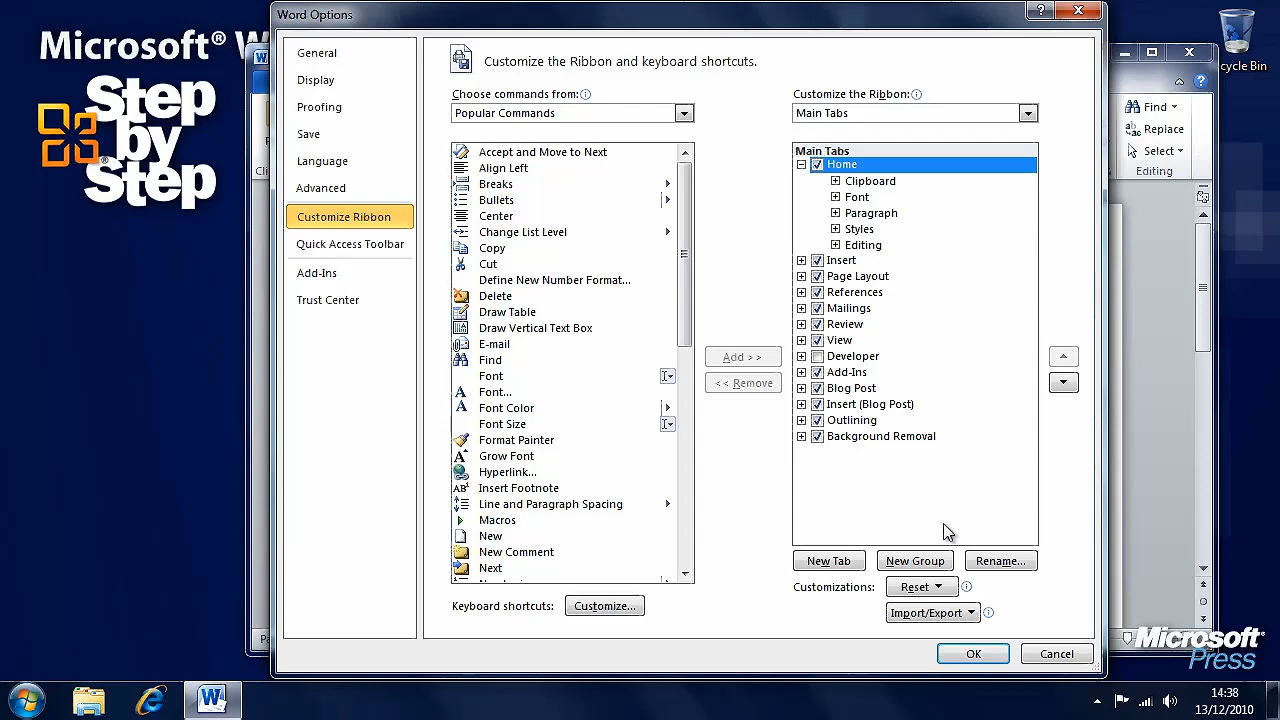 Microsoft® W
Step
by
Step®
Word Options
General
Display
Proofing
Save
Language
Advanced
Customize Ribbon
Quick Access Toolbar
Add-Ins
Trust Center
Customize the Ribbon and keyboard shortcuts.
Choose commands from:
Popular Commands
Accept and Move to Next
Align Left
Breaks
Bullets
Center
Change List Level
Copy
Cut
Define New Number Format...
Delete
Draw Table
Draw Vertical Text Box
E-mail
Find
Font
Font...
Font Color
Font Size
Format Painter
Grow Font
Hyperlink...
Insert Footnote
Line and Paragraph Spacing
Macros
New
New Comment
Next
Keyboard shortcuts: Customize...
Add >>
<< Remove
Customize the Ribbon:
Main Tabs
Main Tabs
Home
Clipboard
Font
Paragraph
Styles
Editing
Insert
Page Layout
References
Mailings
Review
View
Developer
Add-Ins
Blog Post
Insert (Blog Post)
Outlining
Background Removal
New Tab New Group Rename...
Customizations: Reset
Import/Export
OK Cancel
cycle Bin
Find
Replace
Select
Editing
Microsoft®
Press
14:38
13/12/2010